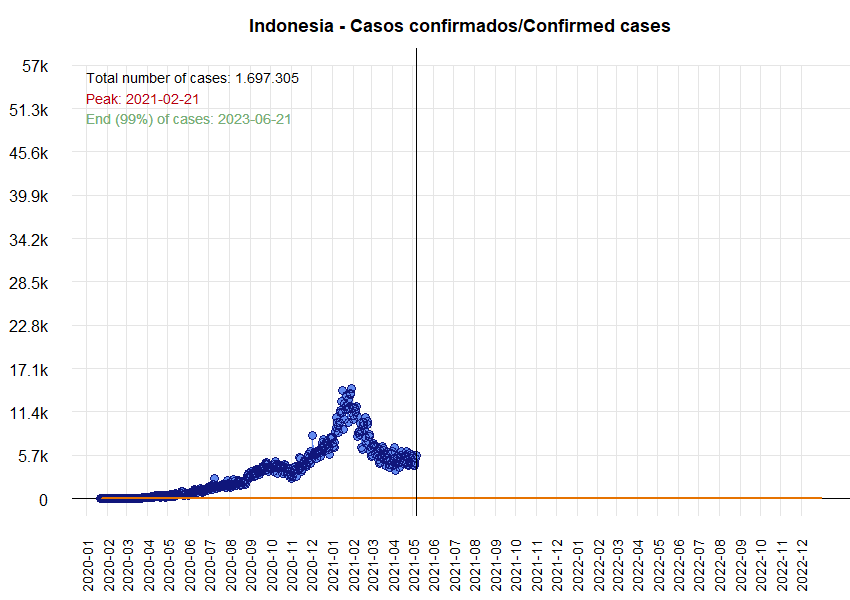 Indonesia - Casos confirmados/Confirmed cases
Total number of cases: 1.697.305
Peak: 2021-02-21
End (99%) of cases: 2023-06-21
57k
51.3k
45.6k
39.9k
34.2k
28.5k
22.8k
17.1k
11.4k
5.7k
0
2020-01
2020-02
2020-03
2020-04
2020-05
2020-06
2020-07
2020-08
2020-09
2020-10
2020-11
2020-12
2021-01
2021-02
2021-03
2021-04
2021-05
2021-06
2021-07
2021-08
2021-09
2021-10
2021-11
2021-12
2022-01
2022-02
2022-03
2022-04
2022-05
2022-06
2022-07
2022-08
2022-09
2022-10
2022-11
2022-12